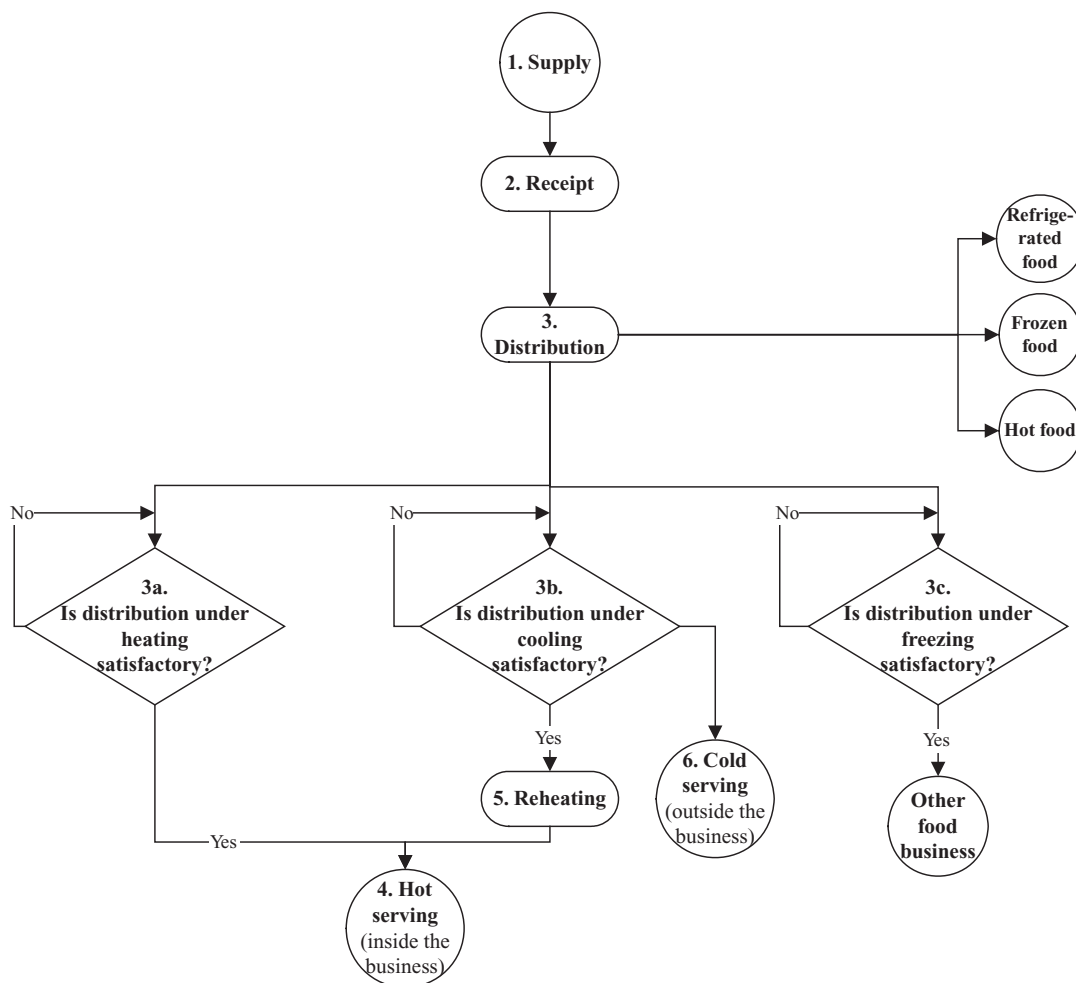 1. Supply
2. Receipt
Refrige-
rated
food
3.
Distribution
Frozen
food
Hot food
No
No
No
3a.
Is distribution under
heating
satisfactory?
3b.
Is distribution under
cooling
satisfactory?
3c.
Is distribution under
freezing
satisfactory?
Yes
Yes
6. Cold
serving
(outside the
business)
5. Reheating
Other
food
business
Yes
4. Hot
serving
(inside the
business)